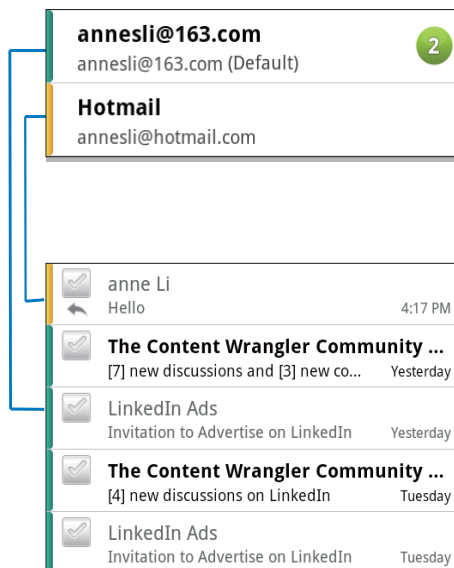 annesli@163.com
annesli@163.com (Default)
2
Hotmail
annesli@hotmail.com
anne Li
Hello 4:17 PM
The Content Wrangler Community ...
[7] new discussions and [3] new co... Yesterday
LinkedIn Ads
Invitation to Advertise on LinkedIn Yesterday
The Content Wrangler Community ...
[4] new discussions on LinkedIn Tuesday
LinkedIn Ads
Invitation to Advertise on LinkedIn Tuesday